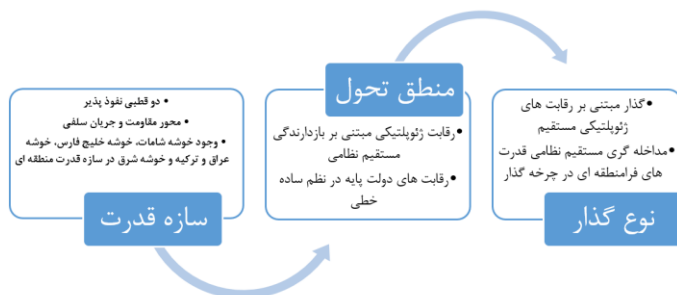 • دو قطبی نفوذ پذیر
• محور مقاومت و جریان سلفی
• وجود خوشه شامات، خوشه خلیج فارس، خوشه
عراق و ترکیه و خوشه شرق در سازه قدرت منطقه ای
سازه قدرت
منطق تحول
• رقابت ژئوپلتیکی مبتنی بر بازدارندگی
مستقیم نظامی
• رقابت های دولت پایه در نظم ساده
خطی
• گذار مبتنی بر رقابت های
ژئوپلتیکی مستقیم
• مداخله گری مستقیم نظامی قدرت
های فرامنطقه ای در چرخه گذار
نوع گذار